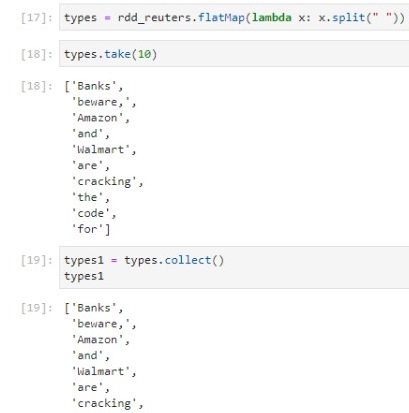 [17]: types = rdd_reuters.flatMap(lambda x: x.split(" "))
[18]: types.take(10)
[18]: ['Banks',
'beware,',
'Amazon',
'and',
'Walmart',
'are',
'cracking',
'the',
'code',
'for']
[19]: types1 = types.collect()
types1
[19]: ['Banks',
'beware,',
'Amazon',
'and',
'Walmart',
'are',
'cracking',